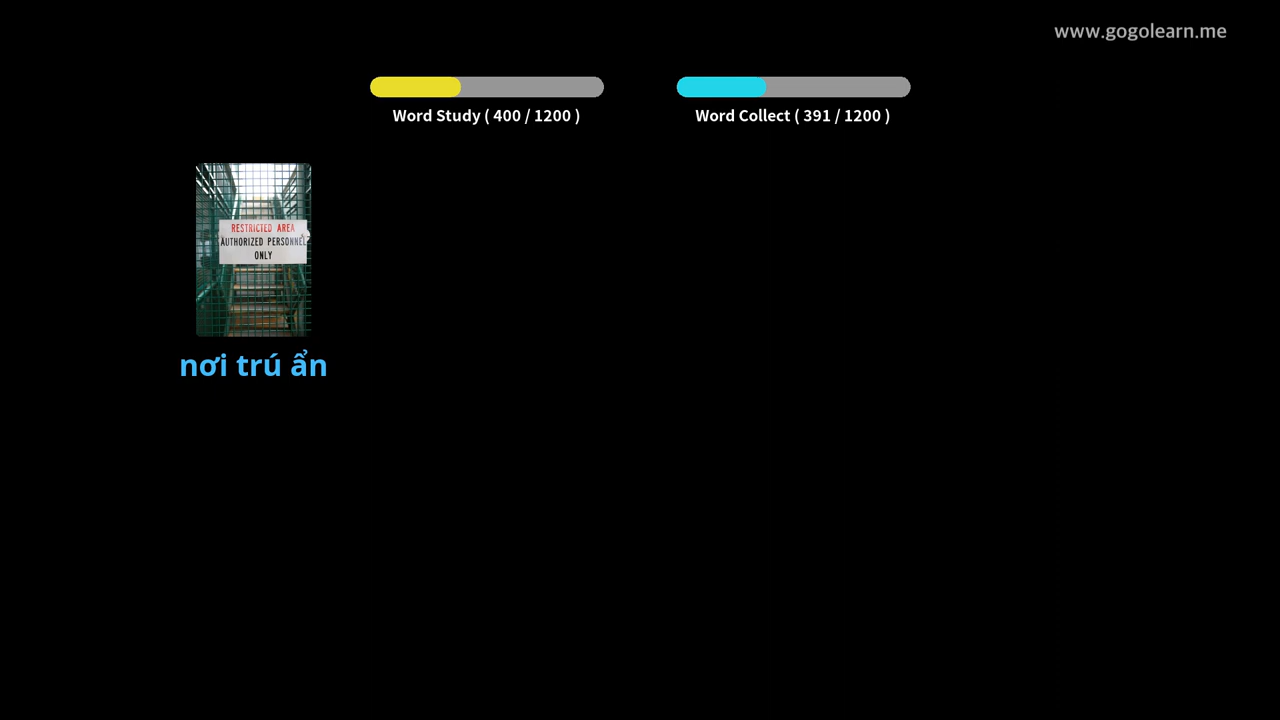 www.gogolearn.me
Word Study ( 400 / 1200 )
Word Collect ( 391 / 1200 )
RESTRICTED AREA
AUTHORIZED PERSONNEL
ONLY
nơi trú ẩn